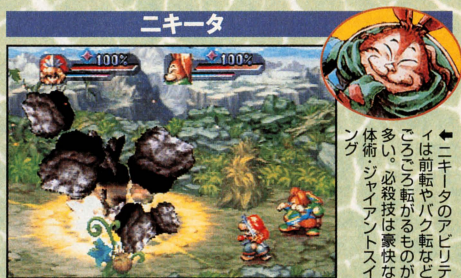 ニキータ
100%
100%
←ニキータのアビリテ
ィは前転やバク転など
ごろごろ転がるものが
多い。必殺技は豪快な
体術・ジャイアントスイ
ング